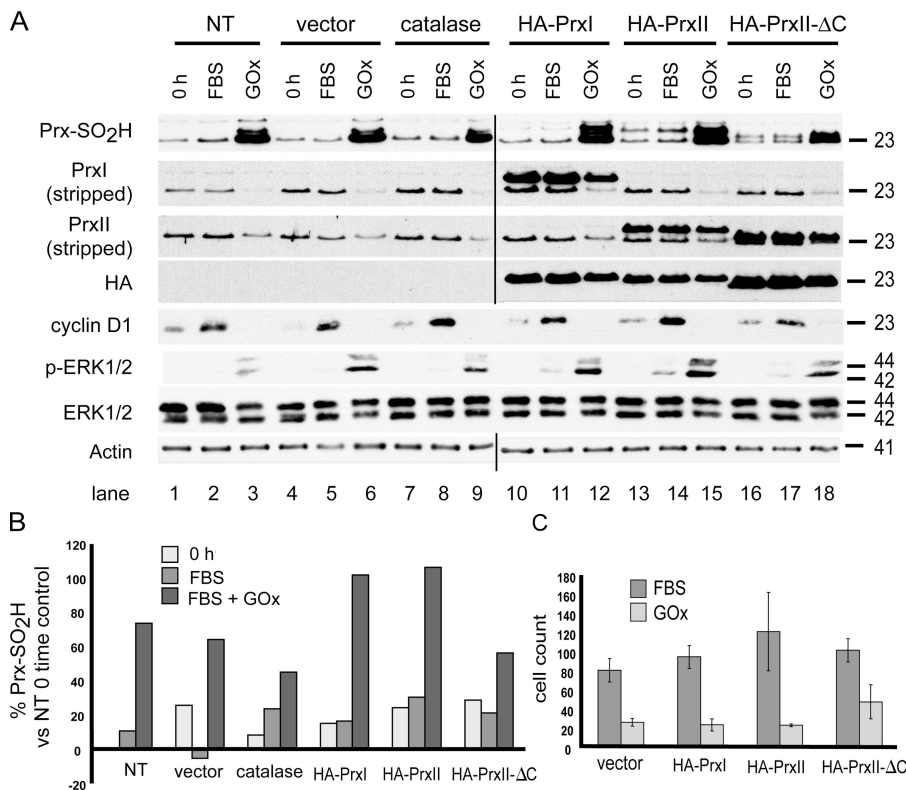 A
NT vector catalase HA-PrxI HA-PrxII HA-PrxII-ΔC
0 h FBS GOx 0 h FBS GOx 0 h FBS GOx 0 h FBS GOx 0 h FBS GOx 0 h FBS GOx
Prx-SO2H 23
PrxI
(stripped) 23
PrxII
(stripped) 23
HA 23
cyclin D1 23
p-ERK1/2 44
42
ERK1/2 44
42
Actin 41
lane 1 2 3 4 5 6 7 8 9 10 11 12 13 14 15 16 17 18
B
120
100
80
60
40
20
0
-20
% Prx-SO2H
vs NT 0 time control
0 h
FBS
FBS + GOx
NT vector catalase HA-PrxI HA-PrxII HA-PrxII-ΔC
C
180
160
140
120
100
80
60
40
20
0
cell count
FBS
GOx
vector HA-PrxI HA-PrxII HA-PrxII-ΔC